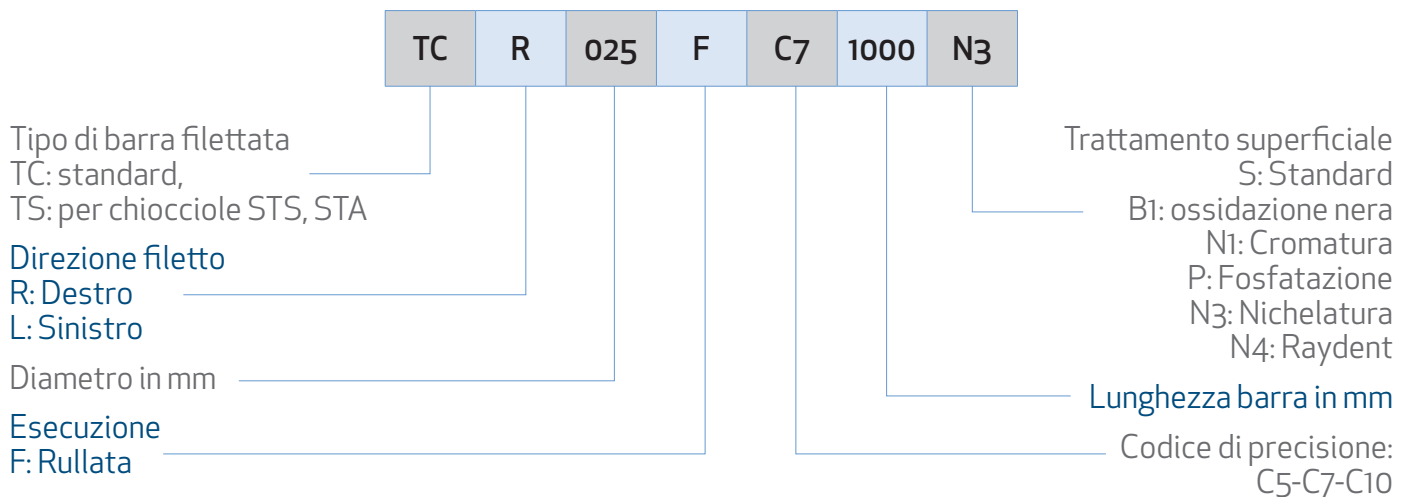 TC R 025 F C7 1000 N3
Tipo di barra filettata
TC: standard,
TS: per chiocciole STS, STA
Direzione filetto
R: Destro
L: Sinistro
Diametro in mm
Esecuzione
F: Rullata
Trattamento superficiale
S: Standard
B1: ossidazione nera
N1: Cromatura
P: Fosfatazione
N3: Nichelatura
N4: Raydent
Lunghezza barra in mm
Codice di precisione:
C5-C7-C10